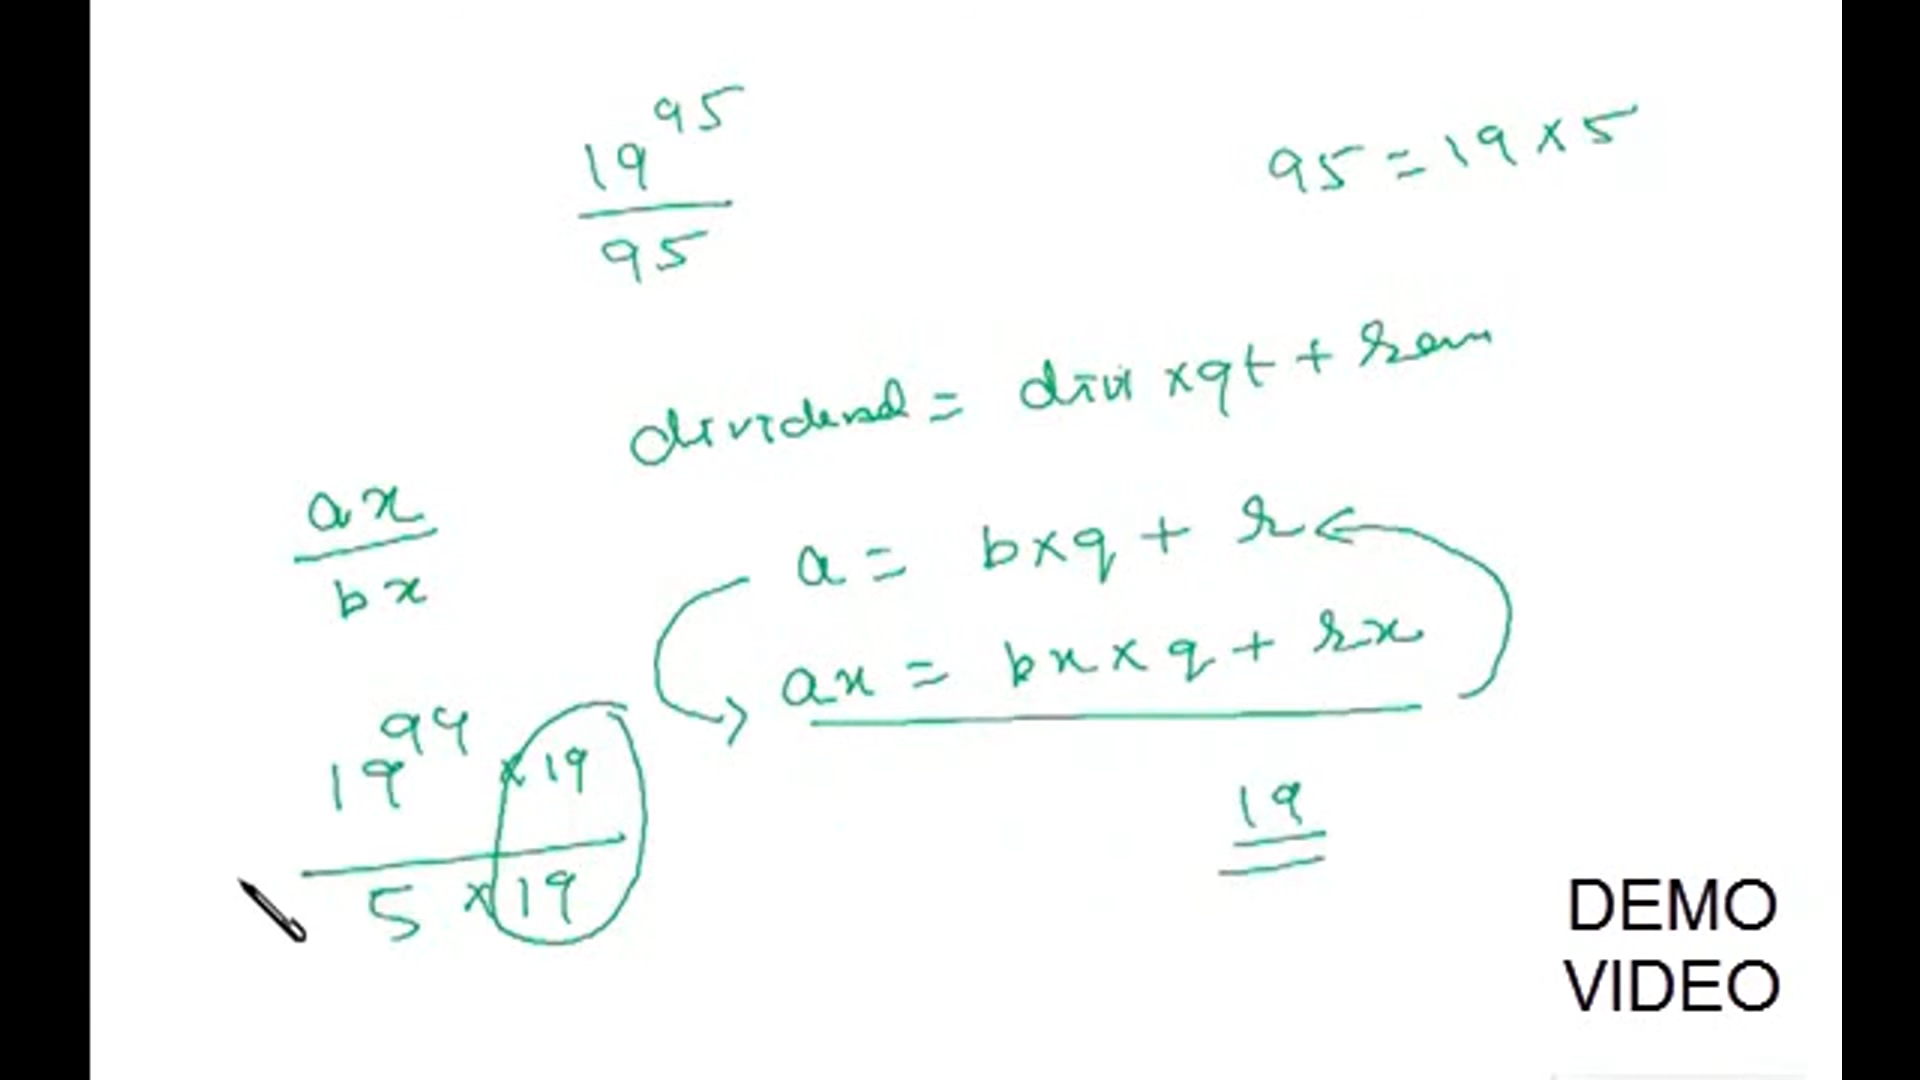 19^95
95
95 = 19 × 5
dividend = divi × qt + rem
ax
bx
a = b × q + r
ax = bx × q + rx
19^94 × 19
5 × 19
19
DEMO
VIDEO